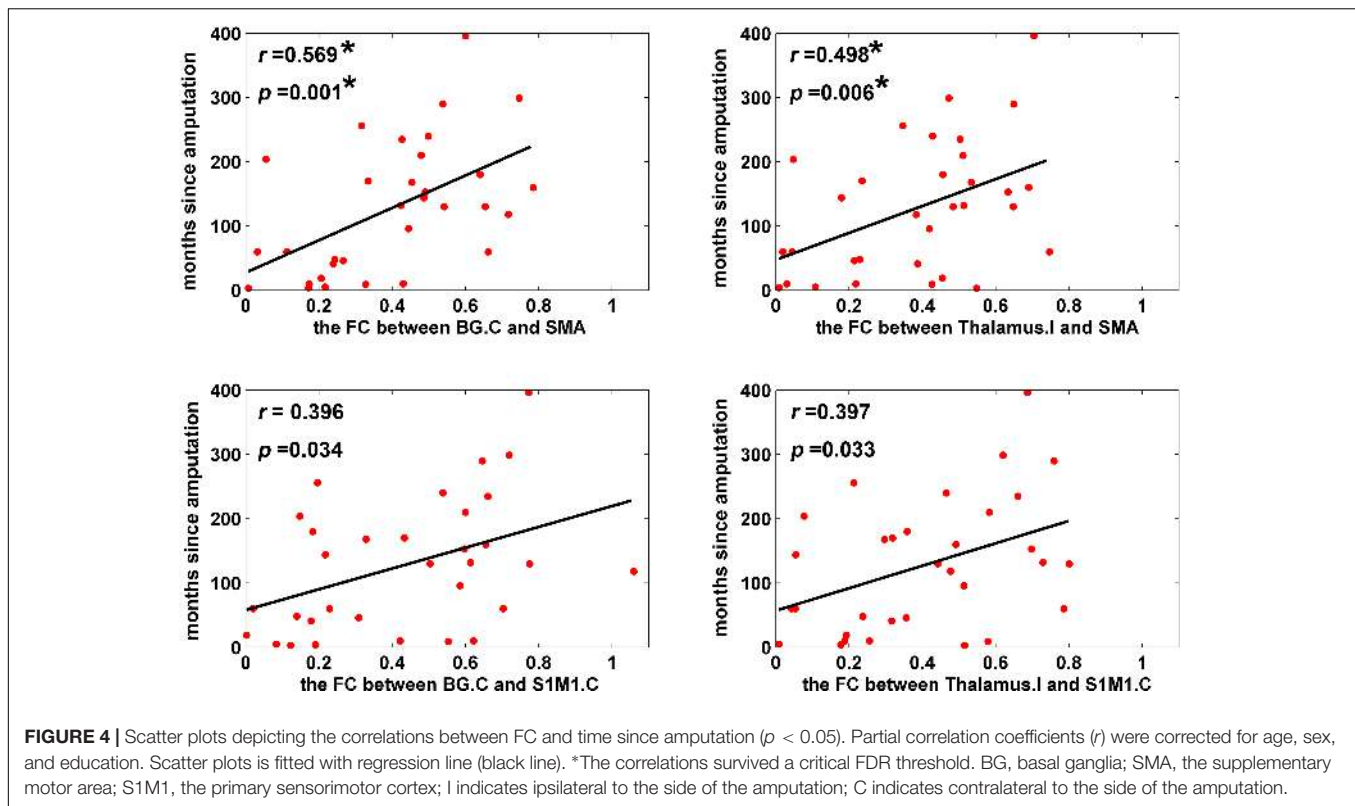 400
300
200
100
0
months since amputation
r =0.569*
p =0.001*
0 0.2 0.4 0.6 0.8 1
the FC between BG.C and SMA
400
300
200
100
0
months since amputation
r =0.498*
p =0.006*
0 0.2 0.4 0.6 0.8 1
the FC between Thalamus.I and SMA
400
300
200
100
0
months since amputation
r = 0.396
p =0.034
0 0.2 0.4 0.6 0.8 1
the FC between BG.C and S1M1.C
400
300
200
100
0
months since amputation
r =0.397
p =0.033
0 0.2 0.4 0.6 0.8 1
the FC between Thalamus.I and S1M1.C
FIGURE 4 | Scatter plots depicting the correlations between FC and time since amputation (p < 0.05). Partial correlation coefficients (r) were corrected for age, sex,
and education. Scatter plots is fitted with regression line (black line). *The correlations survived a critical FDR threshold. BG, basal ganglia; SMA, the supplementary
motor area; S1M1, the primary sensorimotor cortex; I indicates ipsilateral to the side of the amputation; C indicates contralateral to the side of the amputation.